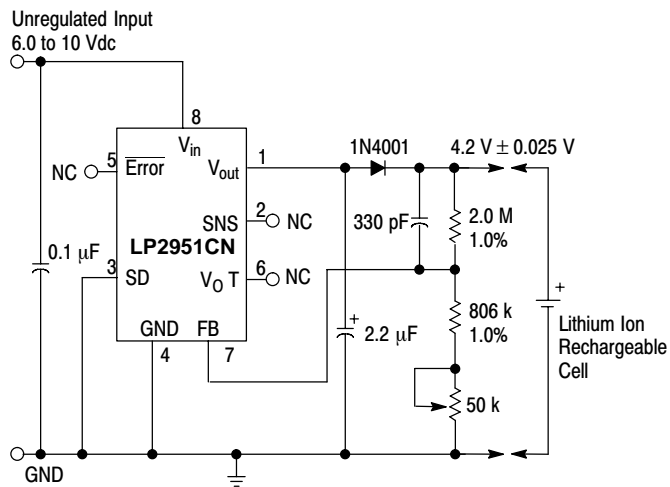 Unregulated Input
6.0 to 10 Vdc
8
Vin
5
Error
NC
Vout
1
1N4001
4.2 V ± 0.025 V
SNS
2
NC
330 pF
2.0 M
1.0%
LP2951CN
0.1 µF
3
SD
VO T
6
NC
806 k
1.0%
GND
FB
4
7
2.2 µF
+
+
Lithium Ion
Rechargeable
Cell
50 k
GND